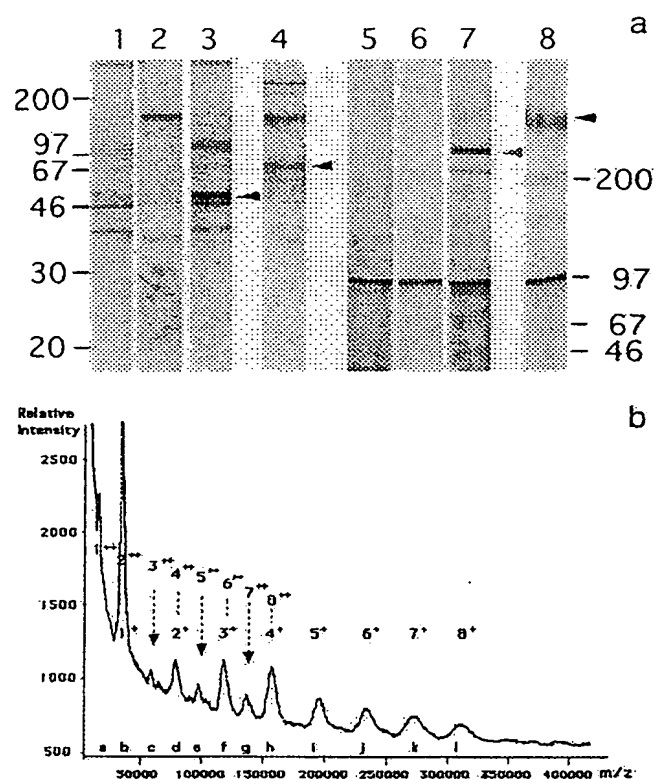 a
1 2 3 4 5 6 7 8
200
97
67
46
30
20
200
97
67
46
b
Relative
Intensity
2500
2000
1500
1000
500
1++ 2++ 3++ 4++ 5++ 6++ 7++ 8++
1+ 2+ 3+ 4+ 5+ 6+ 7+ 8+
a b c d e f g h i j k l
50000 100000 150000 200000 250000 300000 350000 400000 m/z